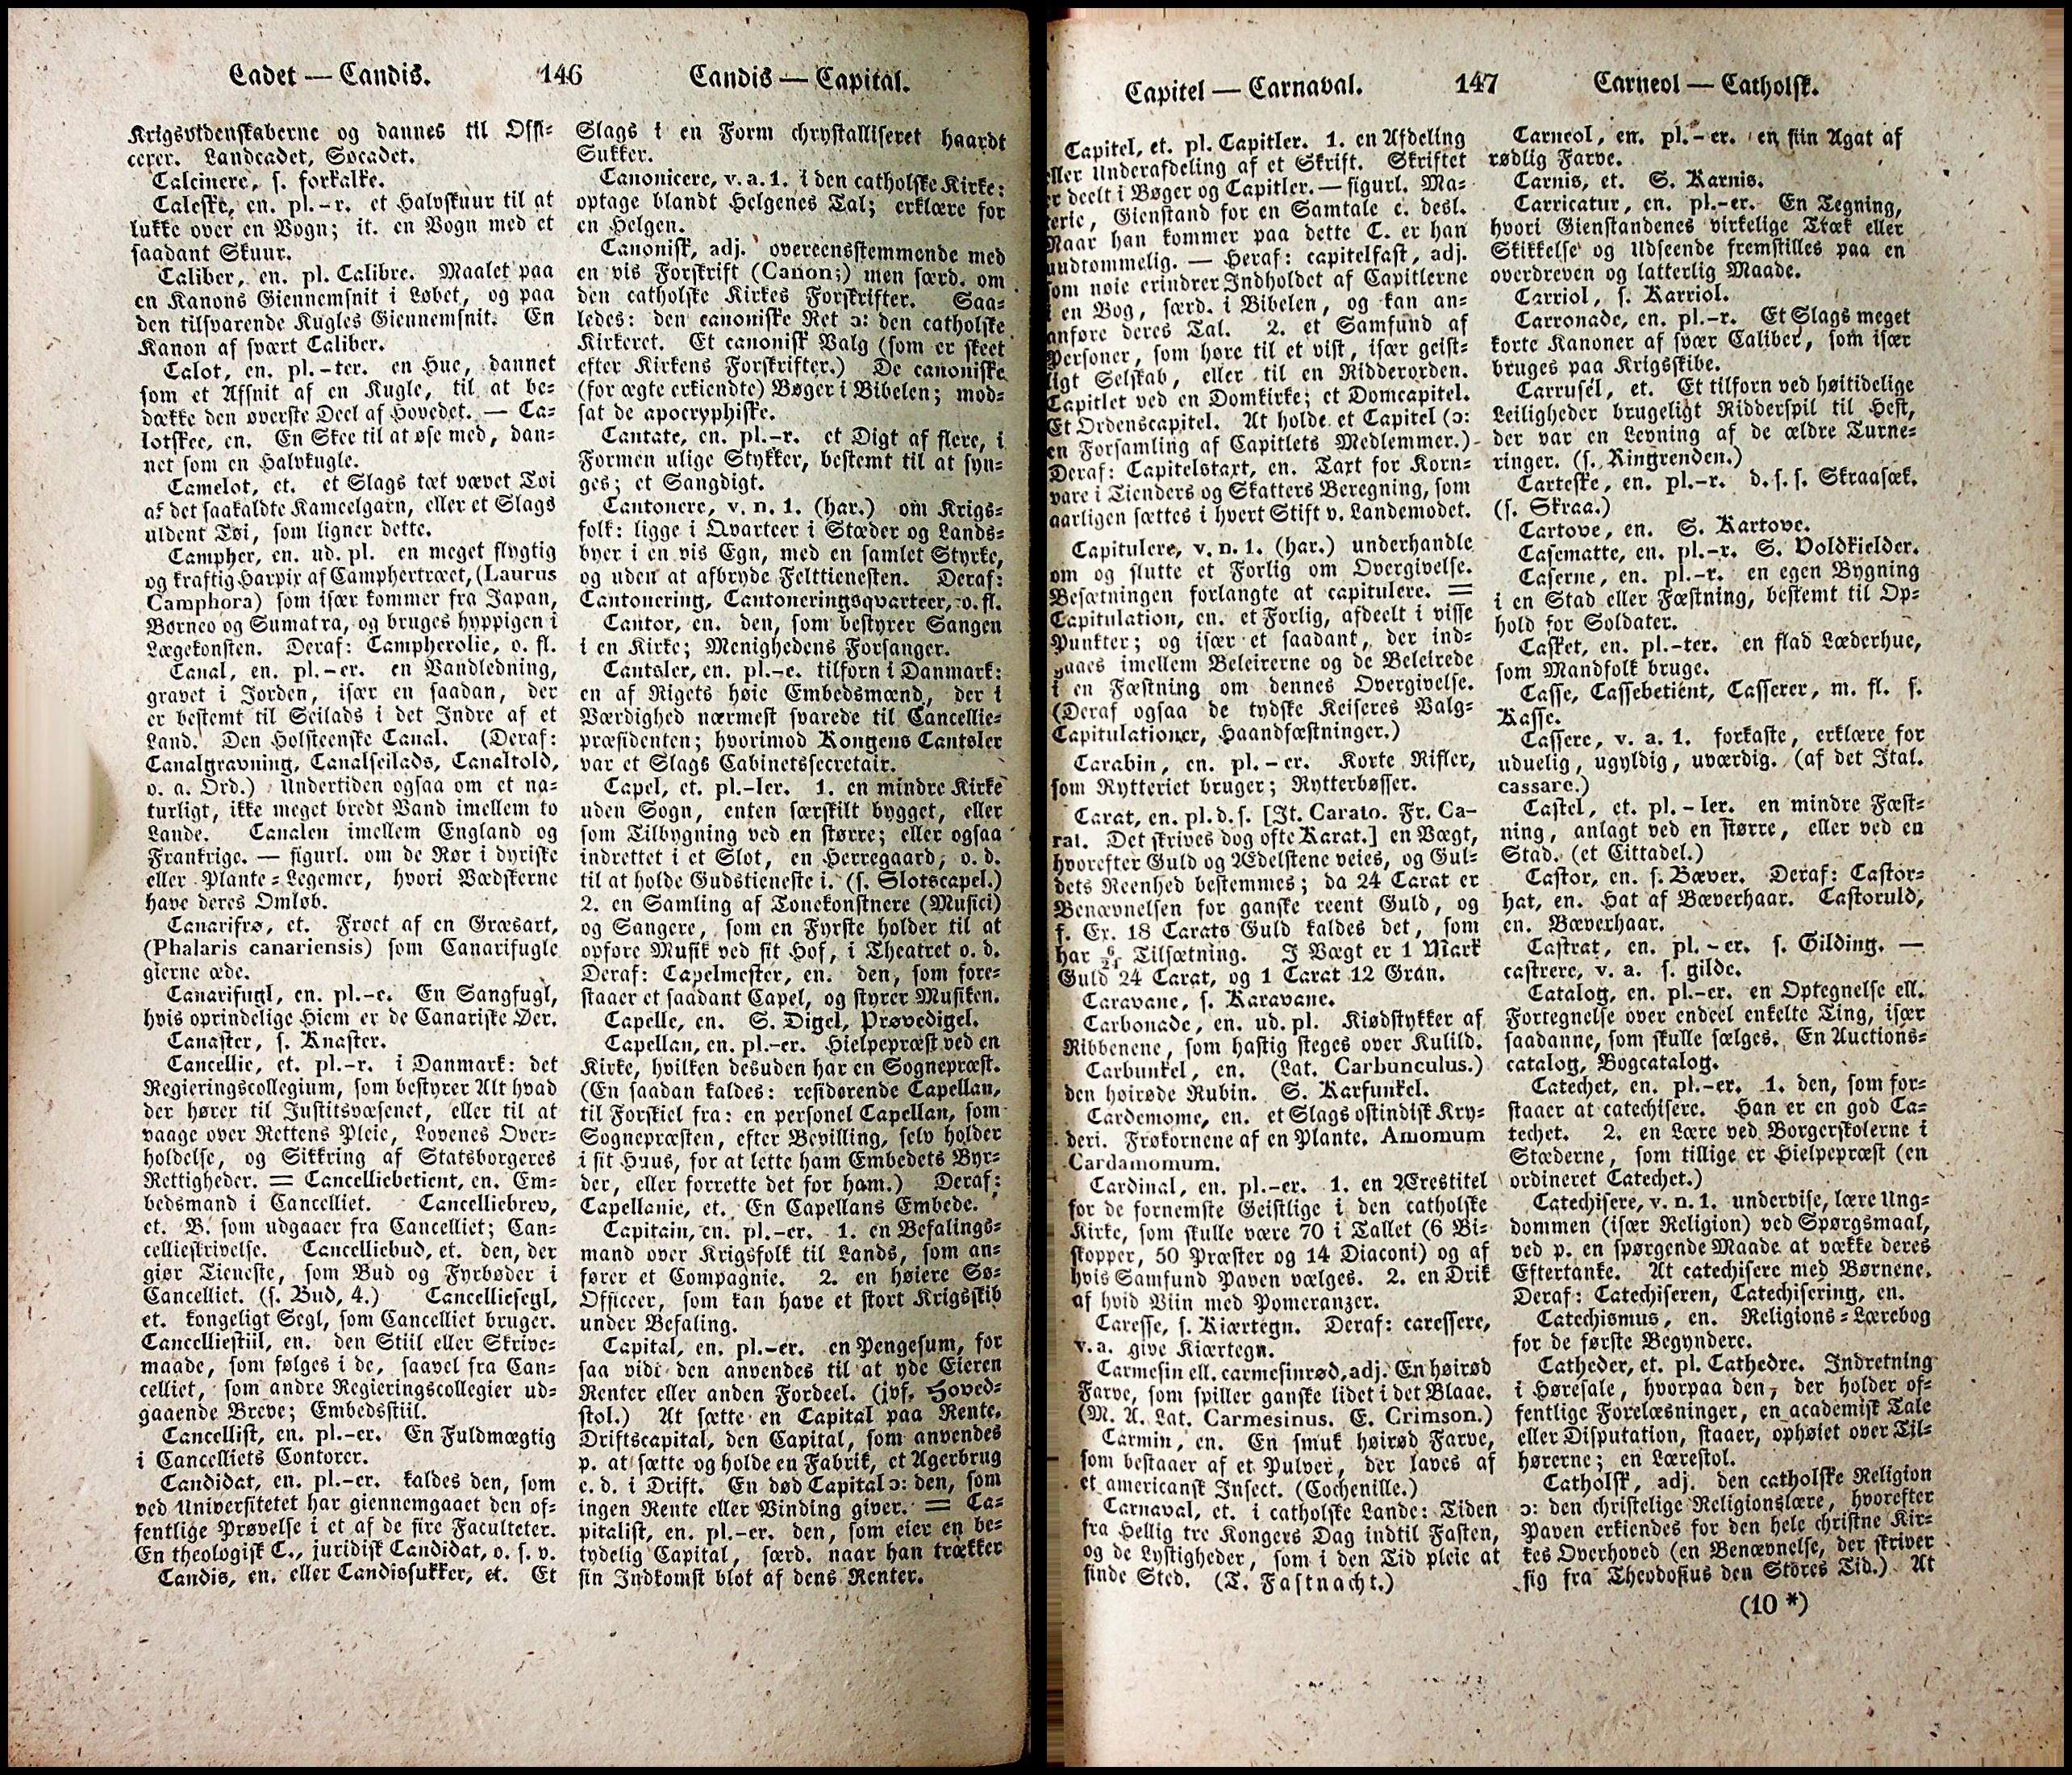 Cadet — Candis.
146
Candis — Capital.
Krigsvidenskaberne og dannes til Offi-
cerer. Landcadet, Søcadet.
Calcinere, s. forkalke.
Caleske, en. pl.-r. et Halvskuur til at
lukke over en Vogn; it. en Vogn med et
saadant Skuur.
Caliber, en. pl. Calibre. Maalet paa
en Kanons Giennemsnit i Løbet, og paa
den tilsvarende Kugles Giennemsnit. En
Kanon af svært Caliber.
Calot, en. pl.-ter. en Hue, dannet
som et Afsnit af en Kugle, til at be-
dække den øverste Deel af Hovedet. — Ca-
lotskee, en. En Skee til at øse med, dan-
net som en Halvkugle.
Camelot, et. et Slags tæt vævet Tøi
af det saakaldte Kameelgarn, eller et Slags
uldent Tøi, som ligner dette.
Campher, en. ud. pl. en meget flygtig
og kraftig Harpix af Camphertræet, (Laurus
Camphora) som især kommer fra Japan,
Borneo og Sumatra, og bruges hyppigen i
Lægekonsten. Deraf: Campherolie, o. fl.
Canal, en. pl.-er. en Vandledning,
gravet i Jorden, især en saadan, der
er bestemt til Seilads i det Indre af et
Land. Den Holsteenske Canal. (Deraf:
Canalgravning, Canalseilads, Canaltold,
o. a. Ord.) Undertiden ogsaa om et na-
turligt, ikke meget bredt Vand imellem to
Lande. Canalen imellem England og
Frankrige. — figurl. om de Rør i dyriske
eller Plante-Legemer, hvori Vædskerne
have deres Omløb.
Canarifrø, et. Frøet af en Græsart,
(Phalaris canariensis) som Canarifugle
gierne æde.
Canarifugl, en. pl.-e. En Sangfugl,
hvis oprindelige Hiem er de Canariske Øer.
Canaster, s. Knaster.
Cancellie, et. pl.-r. i Danmark: det
Regieringscollegium, som bestyrer Alt hvad
der hører til Justitsvæsenet, eller til at
vaage over Rettens Pleie, Lovenes Over-
holdelse, og Sikkring af Statsborgeres
Rettigheder. = Cancelliebetient, en. Em-
bedsmand i Cancelliet. Cancelliebrev,
et. B. som udgaaer fra Cancelliet; Can-
celliestrivelse. Cancelliebud, et. den, der
giør Tieneste, som Bud og Fyrbøder i
Cancelliet. (s. Bud, 4.) Cancelliesegl,
et. kongeligt Segl, som Cancelliet bruger.
Cancelliestiil, en. den Stiil eller Skrive-
maade, som følges i de, saavel fra Can-
celliet, som andre Regieringscollegier ud-
gaaende Breve; Embedsstiil.
Cancellist, en. pl.-er. En Fuldmægtig
i Cancelliets Contorer.
Candidat, en. pl.-er. kaldes den, som
ved Universitetet har giennemgaaet den of-
fentlige Prøvelse i et af de fire Faculteter.
En theologisk C., juridisk Candidat, o. s. v.
Candis, en. eller Candissukker, et. Et
Slags i en Form chrystalliseret haardt
Sukker.
Canonicere, v. a. 1. i den catholske Kirke:
optage blandt Helgenes Tal; erklære for
en Helgen.
Canonisk, adj. overeensstemmende med
en vis Forskrift (Canon;) men særd. om
den catholske Kirkes Forskrifter. Saa-
ledes: den canoniske Ret ɔ: den catholske
Kirkeret. Et canonisk Valg (som er skeet
efter Kirkens Forskrifter.) De canoniske
(for ægte erkiendte) Bøger i Bibelen; mod-
sat de apocryphiske.
Cantate, en. pl.-r. et Digt af flere, i
Formen ulige Stykker, bestemt til at syn-
ges; et Sangdigt.
Cantonere, v. n. 1. (har.) om Krigs-
folk: ligge i Qvarteer i Stæder og Lands-
byer i en vis Egn, med en samlet Styrke,
og uden at afbryde Felttienesten. Deraf:
Cantonering, Cantoneringsqvarteer, o. fl.
Cantor, en. den, som bestyrer Sangen
i en Kirke; Menighedens Forsanger.
Cantsler, en. pl.-e. tilforn i Danmark:
en af Rigets høie Embedsmænd, der i
Værdighed nærmest svarede til Cancellie-
præsidenten; hvorimod Kongens Cantsler
var et Slags Cabinetssecretair.
Capel, et. pl.-ler. 1. en mindre Kirke
uden Sogn, enten særskilt bygget, eller
som Tilbygning ved en større; eller ogsaa
indrettet i et Slot, en Herregaard, o. d.
til at holde Gudstieneste i. (s. Slotscapel.)
2. en Samling af Tonekonstnere (Musici)
og Sangere, som en Fyrste holder til at
opføre Musik ved sit Hof, i Theatret o. d.
Deraf: Capelmester, en. den, som fore-
staaer et saadant Capel, og styrer Musiken.
Capelle, en. S. Digel, Prøvedigel.
Capellan, en. pl.-er. Hielpepræst ved en
Kirke, hvilken desuden har en Sognepræst.
(En saadan kaldes: residerende Capellan,
til Forskiel fra: en personel Capellan, som
Sognepræsten, efter Bevilling, selv holder
i sit Huus, for at lette ham Embedets Byr-
der, eller forrette det for ham.) Deraf:
Capellanie, et. En Capellans Embede.
Capitain, en. pl.-er. 1. en Befalings-
mand over Krigsfolk til Lands, som an-
fører et Compagnie. 2. en høiere Sø-
Officeer, som kan have et stort Krigsskib
under Befaling.
Capital, en. pl.-er. en Pengesum, for
saa vidt den anvendes til at yde Eieren
Renter eller anden Fordeel. (jvf. Hoved-
stol.) At sætte en Capital paa Rente.
Driftscapital, den Capital, som anvendes
p. at sætte og holde en Fabrik, et Agerbrug
e. d. i Drift. En død Capital ɔ: den, som
ingen Rente eller Vinding giver. = Ca-
pitalist, en. pl.-er. den, som eier en be-
tydelig Capital, særd. naar han trækker
sin Indkomst blot af dens Renter.
Capitel — Carnaval.
147
Carneol — Catholsk.
Capitel, et. pl. Capitler. 1. en Afdeling
eller Underafdeling af et Skrift. Skriftet
er deelt i Bøger og Capitler. — figurl. Ma-
terie, Gienstand for en Samtale e. desl.
Naar han kommer paa dette C. er han
uudtømmelig. — Heraf: capitelfast, adj.
som nøie erindrer Indholdet af Capitlerne
i en Bog, særd. i Bibelen, og kan an-
anføre deres Tal. 2. et Samfund af
Personer, som høre til et vist, især geist-
ligt Selskab, eller til en Ridderorden.
Capitlet ved en Domkirke; et Domcapitel.
Et Ordenscapitel. At holde et Capitel (ɔ:
en Forsamling af Capitlets Medlemmer.)
Deraf: Capitelstaxt, en. Taxt for Korn-
vare i Tienders og Skatters Beregning, som
aarligen sættes i hvert Stift v. Landemodet.
Capitulere, v. n. 1. (har.) underhandle
om og slutte et Forlig om Overgivelse.
Besætningen forlangte at capitulere. =
Capitulation, en. et Forlig, afdeelt i visse
Punkter; og især et saadant, der ind-
gaaes imellem Beleirerne og de Beleirede
i en Fæstning om dennes Overgivelse.
(Deraf ogsaa de tydske Keiseres Valg-
Capitulationer, Haandfæstninger.)
Carabin, en. pl.-er. Korte Rifler,
som Rytteriet bruger; Rytterbøsser.
Carat, en. pl. d. s. [It. Carato. Fr. Ca-
rat. Det skrives dog ofte Karat.] en Vægt,
hvorefter Guld og Ædelstene veies, og Gul-
dets Reenhed bestemmes; da 24 Carat er
Benævnelsen for ganske reent Guld, og
f. Ex. 18 Carats Guld kaldes det, som
har 6/24 Tilsætning. I Vægt er 1 Mark
Guld 24 Carat, og 1 Carat 12 Grän.
Caravane, s. Karavane.
Carbonade, en. ud. pl. Kiødstykker af
Ribbenene, som hastig steges over Kulild.
Carbunkel, en. (Lat. Carbunculus.)
den høirøde Rubin. S. Karfunkel.
Cardemome, en. et Slags ostindisk Kry-
deri. Frøkornene af en Plante. Amomum
Cardamomum.
Cardinal, en. pl.-er. 1. en Ærestitel
for de fornemste Geistlige i den catholske
Kirke, som skulle være 70 i Tallet (6 Bi-
skopper, 50 Præster og 14 Diaconi) og af
hvis Samfund Paven vælges. 2. en Drik
af hvid Viin med Pomeranzer.
Caresse, s. Kiærtegn. Deraf: caressere,
v. a. give Kiærtegn.
Carmesin ell. carmesinrød, adj. En høirød
Farve, som spiller ganske lidet i det Blaae.
(M. A. Lat. Carmesinus. E. Crimson.)
Carmin, en. En smuk høirød Farve,
som bestaaer af et Pulver, der laves af
et americansk Insect. (Cochenille.)
Carnaval, et. i catholske Lande: Tiden
fra Hellig tre Kongers Dag indtil Fasten,
og de Lystigheder, som i den Tid pleie at
finde Sted. (T. Fastnacht.)
Carneol, en. pl.-er. en fiin Agat af
rødlig Farve.
Carnis, et. S. Karnis.
Carricatur, en. pl.-er. En Tegning,
hvori Gienstandenes virkelige Træk eller
Skikkelse og Udseende fremstilles paa en
overdreven og latterlig Maade.
Carriol, s. Karriol.
Carronade, en. pl.-r. Et Slags meget
korte Kanoner af svær Caliber, som især
bruges paa Krigsskibe.
Carrusél, et. Et tilforn ved høitidelige
Leiligheder brugeligt Ridderspil til Hest,
der var en Levning af de ældre Turne-
ringer. (s. Ringrenden.)
Carteske, en. pl.-r. d. s. s. Skraasæk.
(s. Skraa.)
Cartove, en. S. Kartove.
Casematte, en. pl.-r. S. Voldkielder.
Caserne, en. pl.-r. en egen Bygning
i en Stad eller Fæstning, bestemt til Op-
hold for Soldater.
Casket, en. pl.-ter. en flad Læderhue,
som Mandfolk bruge.
Casse, Cassebetient, Casserer, m. fl. s.
Kasse.
Cassere, v. a. 1. forkaste, erklære for
uduelig, ugyldig, uværdig. (af det Ital.
cassare.)
Castel, et. pl.-ler. en mindre Fæst-
ning, anlagt ved en større, eller ved en
Stad. (et Cittadel.)
Castor, en. s. Bæver. Deraf: Castor-
hat, en. Hat af Bæverhaar. Castoruld,
en. Bæverhaar.
Castrat, en. pl.-er. s. Gilding. —
castrere, v. a. s. gilde.
Catalog, en. pl.-er. en Optegnelse ell.
Fortegnelse over endeel enkelte Ting, især
saadanne, som skulle sælges. En Auctions-
catalog, Bogcatalog.
Catechet, en. pl.-er. 1. den, som for-
staaer at catechisere. Han er en god Ca-
techet. 2. en Lære ved Borgerskolerne i
Stæderne, som tillige er Hielpepræst (en
ordineret Catechet.)
Catechisere, v. n. 1. undervise, lære Ung-
dommen (især Religion) ved Spørgsmaal,
ved p. en spørgende Maade at vække deres
Eftertanke. At catechisere med Børnene.
Deraf: Catechiseren, Catechisering, en.
Catechismus, en. Religions-Lærebog
for de første Begyndere.
Catheder, et. pl. Cathedre. Indretning
i Høresale, hvorpaa den, der holder of-
fentlige Forelæsninger, en academisk Tale
eller Disputation, staaer, ophøiet over Til-
hørerne; en Lærestol.
Catholsk, adj. den catholske Religion
ɔ: den christelige Religionslære, hvorefter
Paven erkiendes for den hele christne Kir-
kes Overhoved (en Benævnelse, der skriver
sig fra Theodosius den Stores Tid.) At
(10 *)